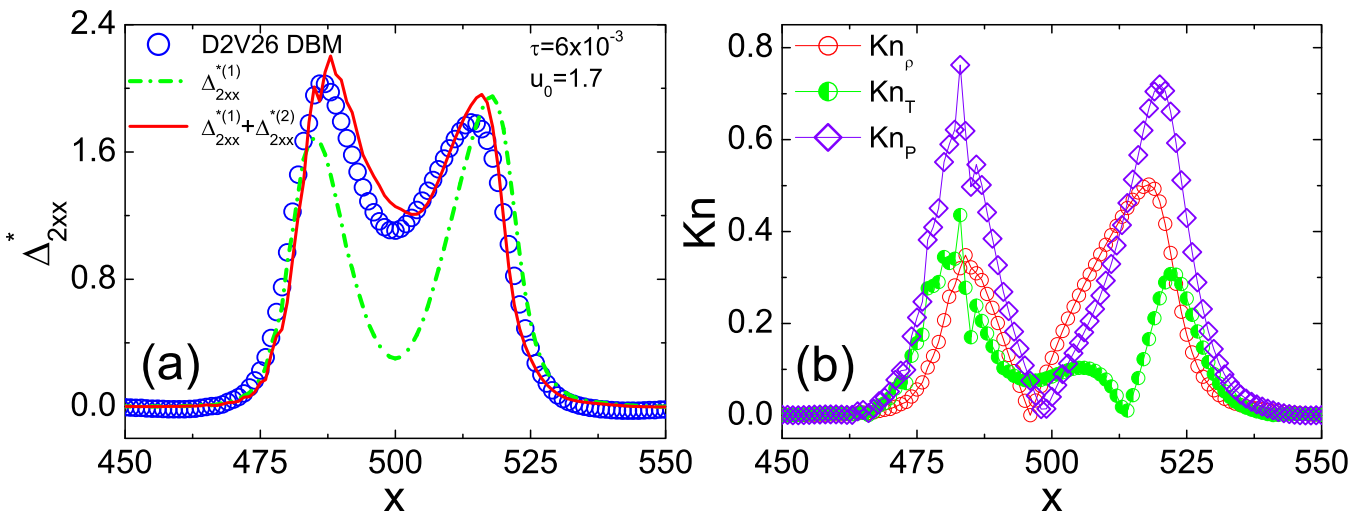 2.4
1.6
0.8
0.0
Δ*2xx
D2V26 DBM
Δ*(1)2xx
Δ*(1)2xx+Δ*(2)2xx
τ=6x10-3
u0=1.7
(a)
450 475 500 525 550
x
0.8
0.6
0.4
0.2
0.0
Kn
Knρ
KnT
KnP
(b)
450 475 500 525 550
x